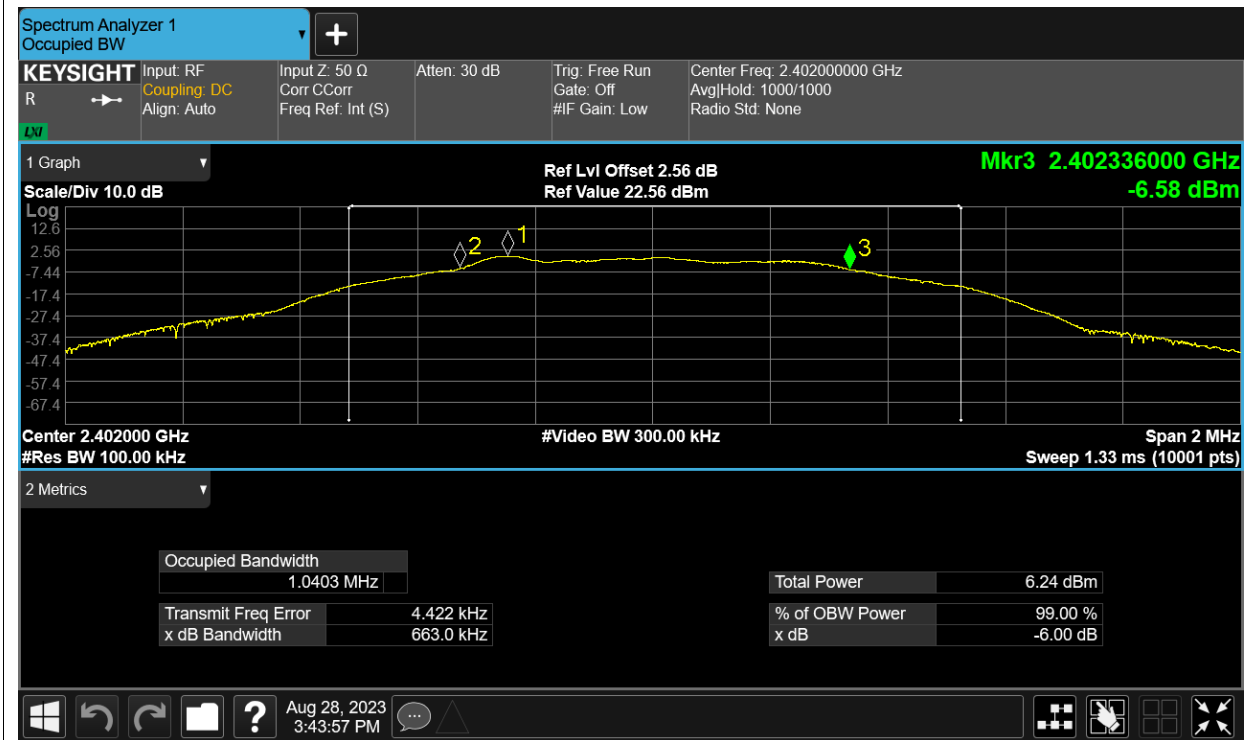 Spectrum Analyzer 1
Occupied BW
KEYSIGHT
R
LXI
Input: RF
Coupling: DC
Align: Auto
Input Z: 50 Ω
Corr CCorr
Freq Ref: Int (S)
Atten: 30 dB
Trig: Free Run
Gate: Off
#IF Gain: Low
Center Freq: 2.402000000 GHz
Avg|Hold: 1000/1000
Radio Std: None
1 Graph
Scale/Div 10.0 dB
Ref Lvl Offset 2.56 dB
Ref Value 22.56 dBm
Mkr3 2.402336000 GHz
-6.58 dBm
Log
12.6
2.56
-7.44
-17.4
-27.4
-37.4
-47.4
-57.4
-67.4
2
1
3
Center 2.402000 GHz
#Res BW 100.00 kHz
#Video BW 300.00 kHz
Span 2 MHz
Sweep 1.33 ms (10001 pts)
2 Metrics
Occupied Bandwidth
1.0403 MHz
Transmit Freq Error 4.422 kHz
x dB Bandwidth 663.0 kHz
Total Power 6.24 dBm
% of OBW Power 99.00 %
x dB -6.00 dB
?
Aug 28, 2023
3:43:57 PM